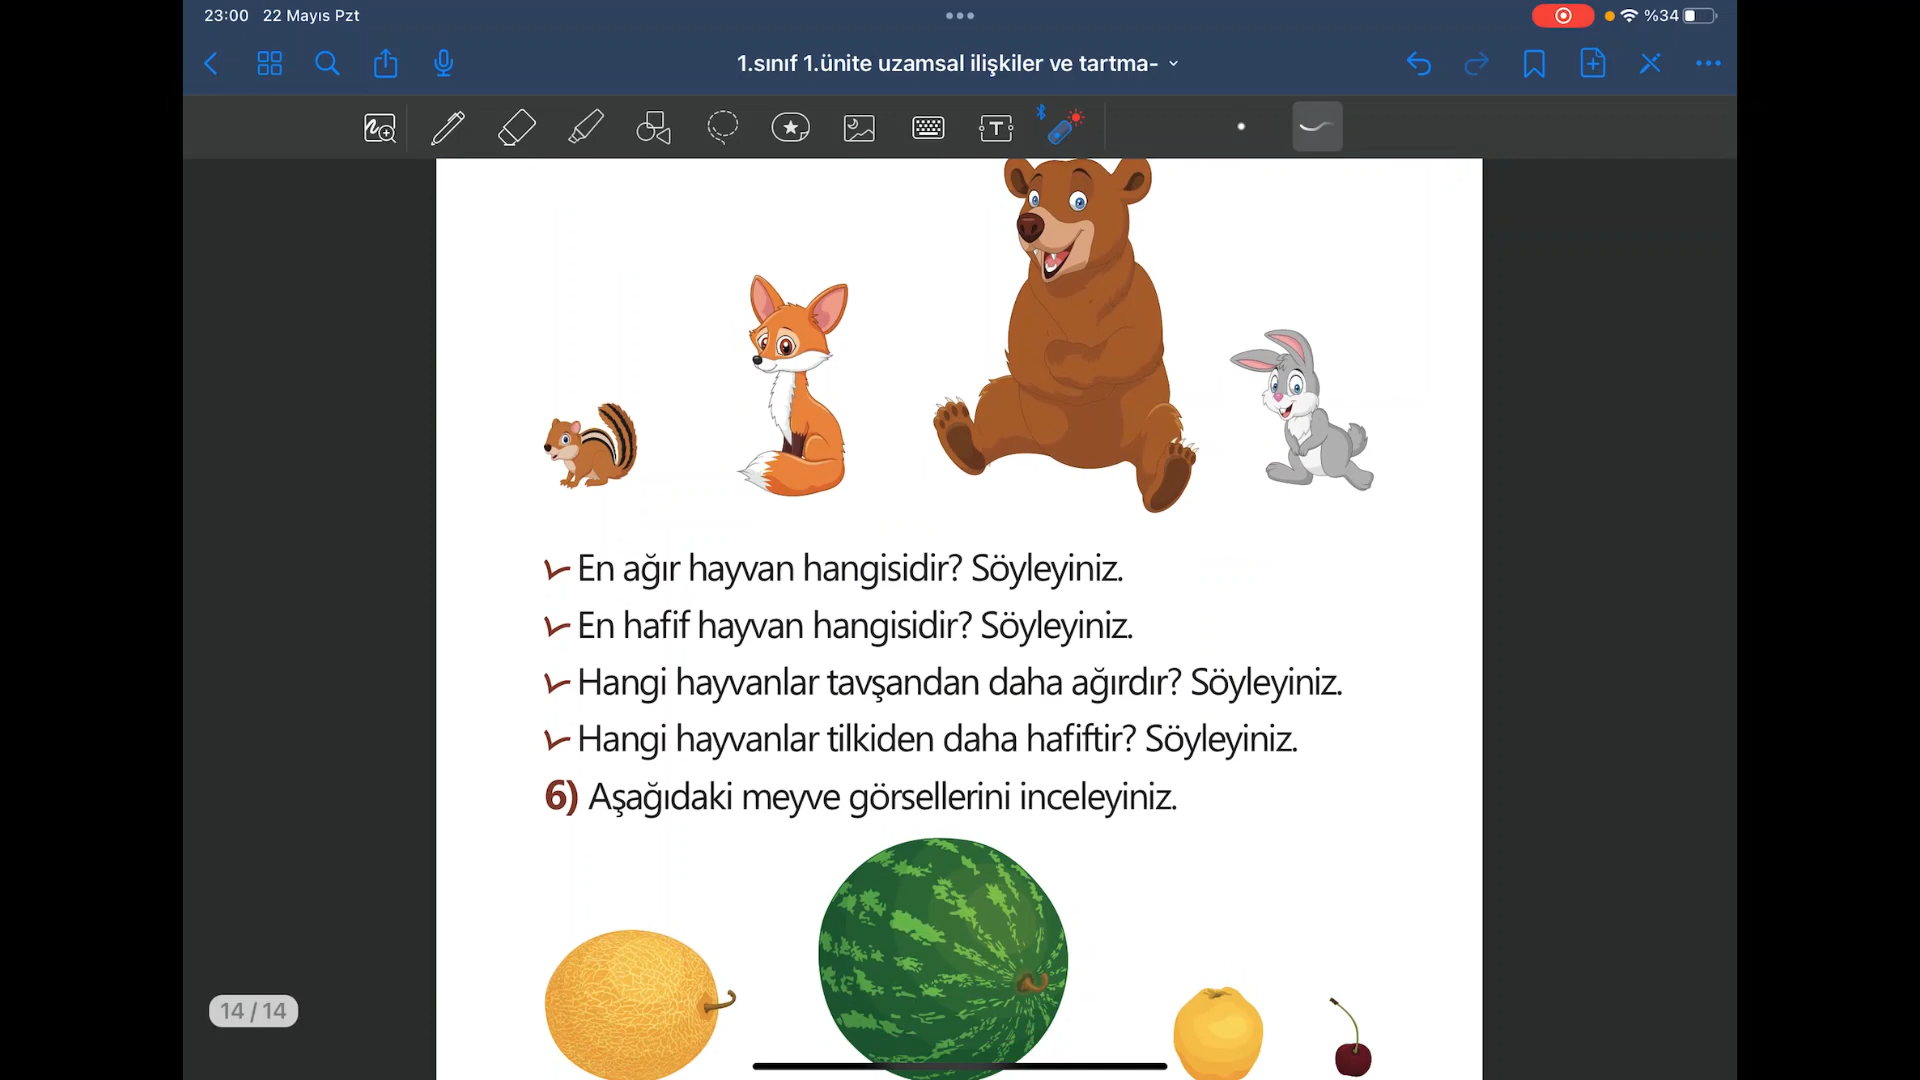 23:00 22 Mayıs Pzt
%34
1.sınıf 1.ünite uzamsal ilişkiler ve tartma-
T
En ağır hayvan hangisidir? Söyleyiniz.
En hafif hayvan hangisidir? Söyleyiniz.
Hangi hayvanlar tavşandan daha ağırdır? Söyleyiniz.
Hangi hayvanlar tilkiden daha hafiftir? Söyleyiniz.
6) Aşağıdaki meyve görsellerini inceleyiniz.
14 / 14